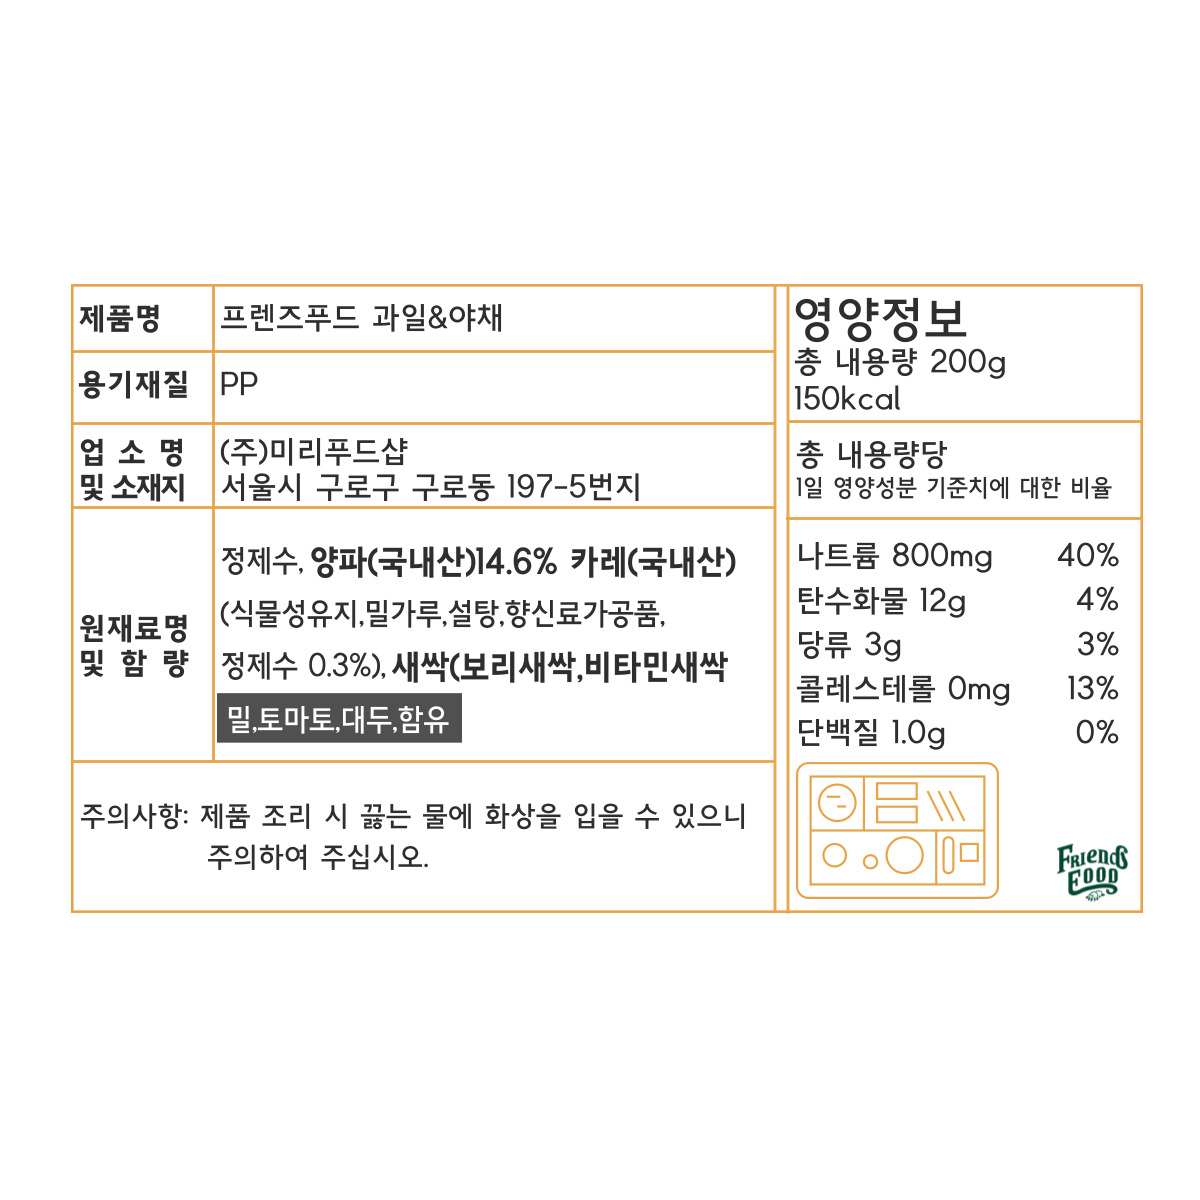 제품명
프렌즈푸드 과일&야채
용기재질
PP
업 소 명
및 소재지
(주)미리푸드샵
서울시 구로구 구로동 197-5번지
원재료명
및 함 량
정제수, 양파(국내산)14.6% 카레(국내산)
(식물성유지,밀가루,설탕,향신료가공품,
정제수 0.3%), 새싹(보리새싹,비타민새싹
밀,토마토,대두,함유
주의사항: 제품 조리 시 끓는 물에 화상을 입을 수 있으니
주의하여 주십시오.
영양정보
총 내용량 200g
150kcal
총 내용량당
1일 영양성분 기준치에 대한 비율
나트륨 800mg 40%
탄수화물 12g 4%
당류 3g 3%
콜레스테롤 0mg 13%
단백질 1.0g 0%
FRIENDS
FOOD